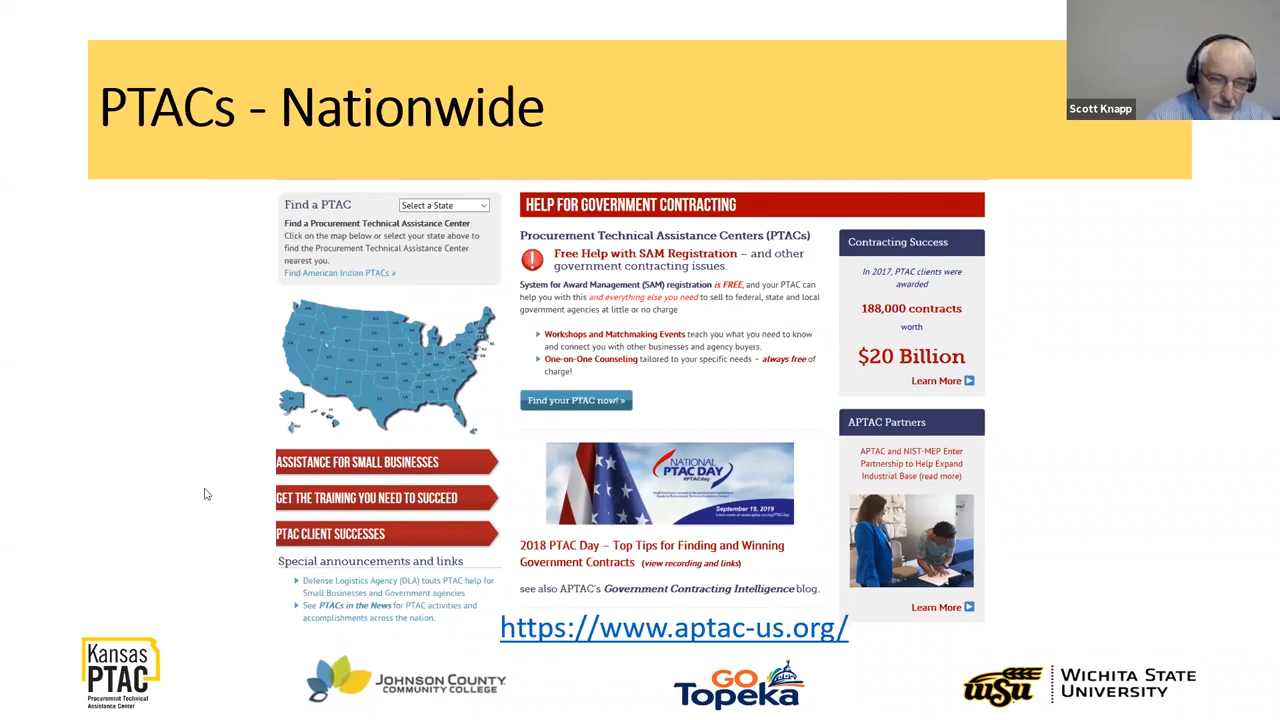 PTACs - Nationwide
Scott Knapp
Find a PTAC
Select a State
Find a Procurement Technical Assistance Center
Click on the map below or select your state above to
find the Procurement Technical Assistance Center
nearest you.
Find American Indian PTACs »
ASSISTANCE FOR SMALL BUSINESSES
GET THE TRAINING YOU NEED TO SUCCEED
PTAC CLIENT SUCCESSES
Special announcements and links
Defense Logistics Agency (DLA) touts PTAC help for
Small Businesses and Government agencies
See PTACs in the News for PTAC activities and
accomplishments across the nation.
HELP FOR GOVERNMENT CONTRACTING
Procurement Technical Assistance Centers (PTACs)
Free Help with SAM Registration – and other
government contracting issues.
System for Award Management (SAM) registration is FREE, and your PTAC can
help you with this and everything else you need to sell to federal, state and local
government agencies at little or no charge
Workshops and Matchmaking Events teach you what you need to know
and connect you with other businesses and agency buyers.
One-on-One Counseling tailored to your specific needs – always free of
charge!
Find your PTAC now! »
NATIONAL
PTAC DAY
#PTACday
September 18, 2019
2018 PTAC Day – Top Tips for Finding and Winning
Government Contracts (view recording and links)
see also APTAC's Government Contracting Intelligence blog.
Contracting Success
In 2017, PTAC clients were
awarded
188,000 contracts
worth
$20 Billion
Learn More
APTAC Partners
APTAC and NIST-MEP Enter
Partnership to Help Expand
Industrial Base (read more)
Learn More
https://www.aptac-us.org/
Kansas
PTAC
Procurement Technical
Assistance Center
JOHNSON COUNTY
COMMUNITY COLLEGE
GO
Topeka
WSU
WICHITA STATE
UNIVERSITY